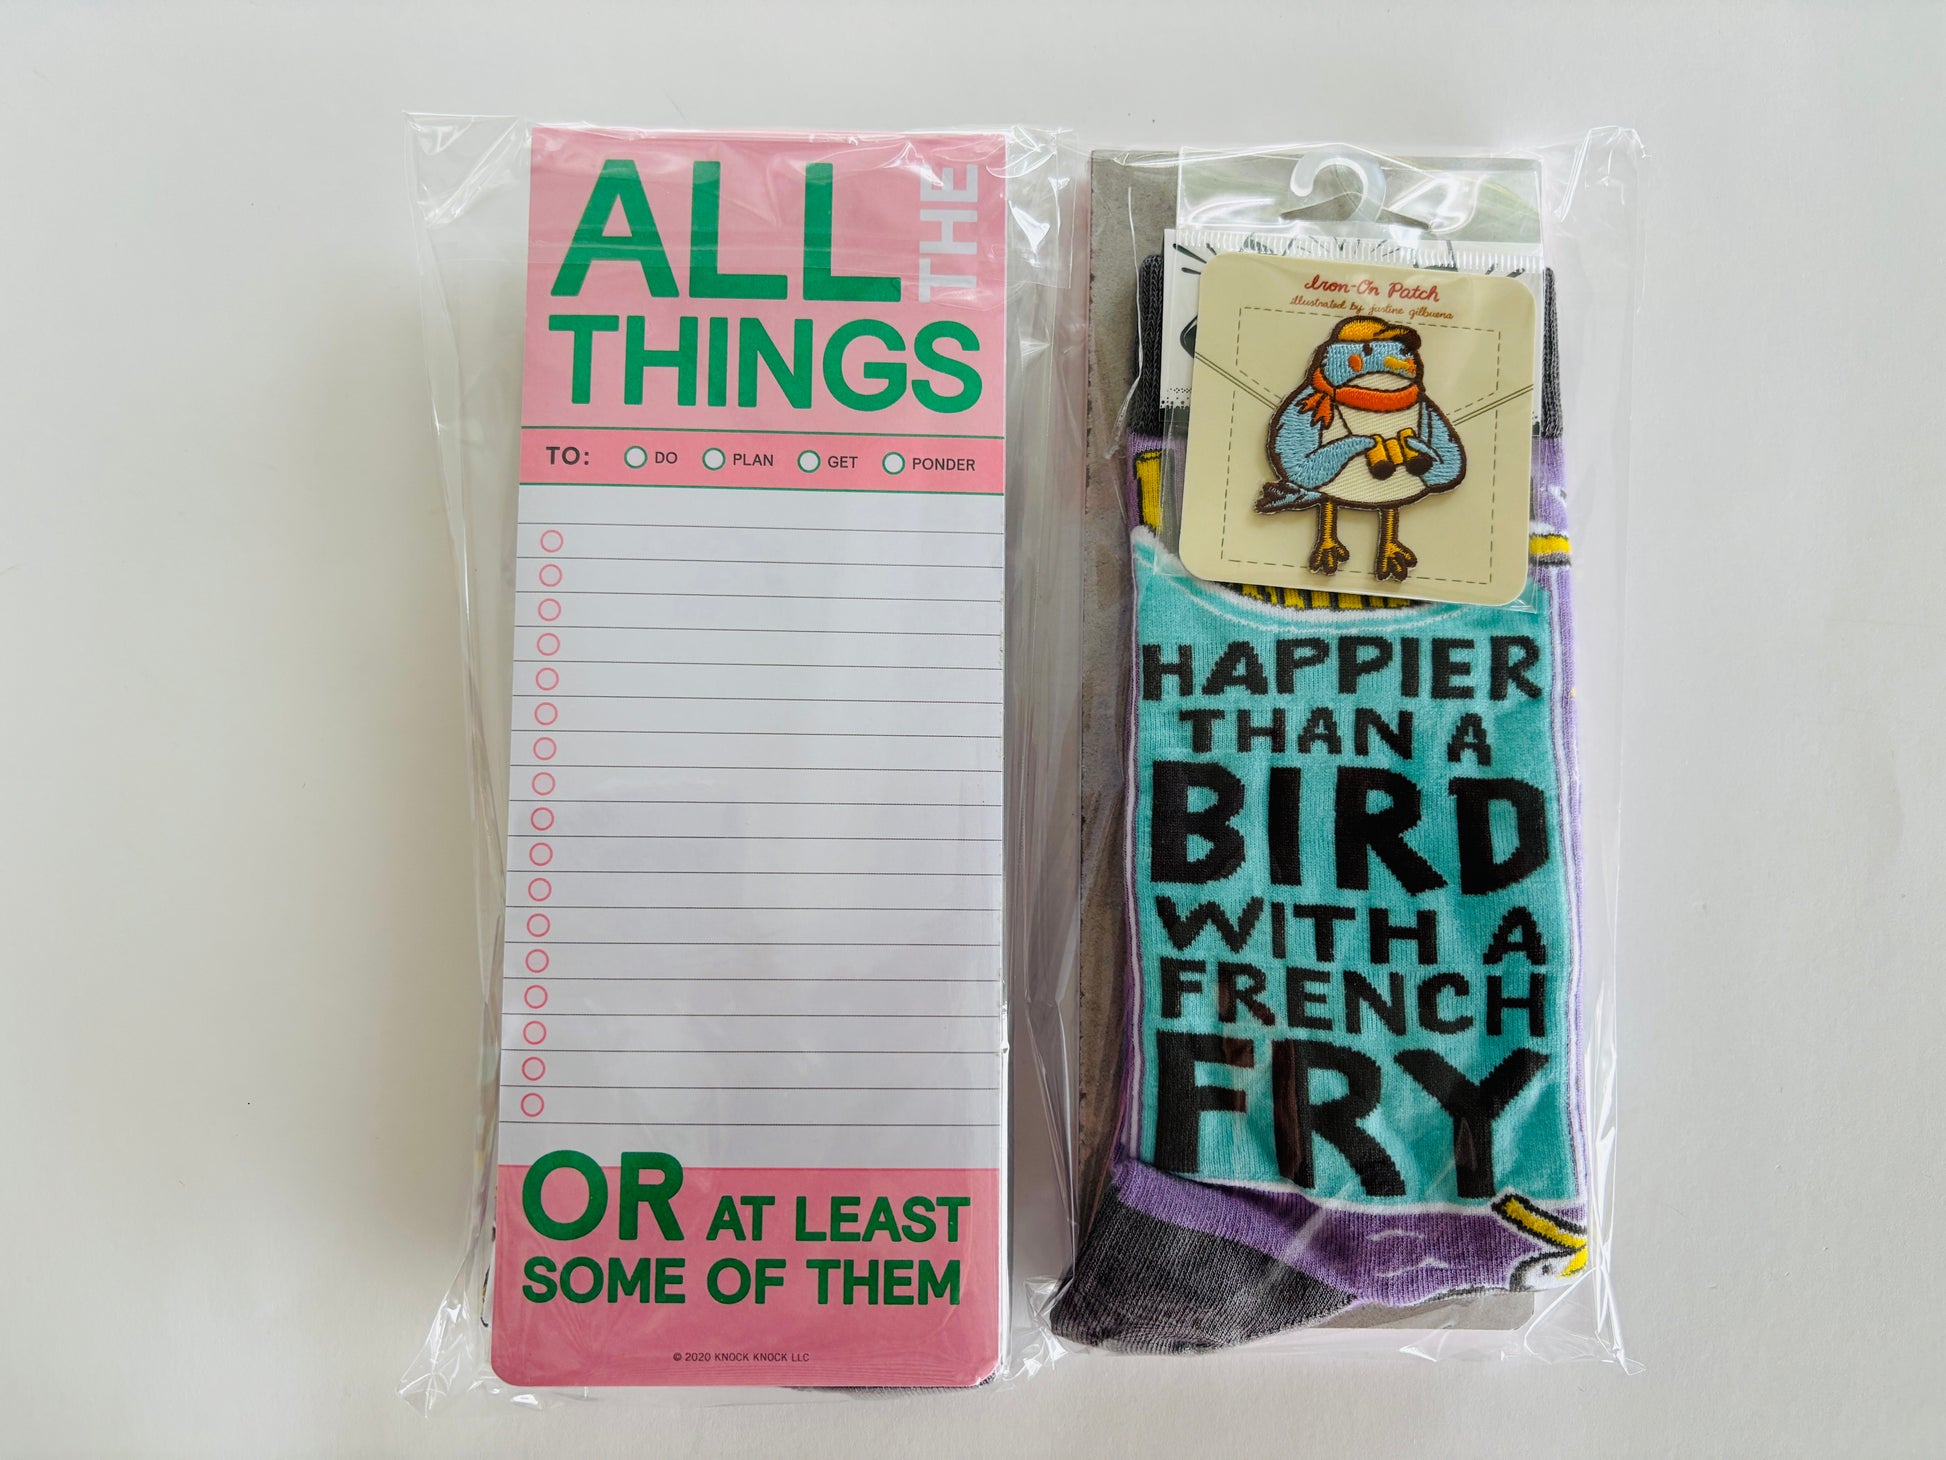 ALL THE
THINGS
TO: DO PLAN GET PONDER
OR AT LEAST
SOME OF THEM
© 2020 KNOCK KNOCK LLC
Iron-On Patch
illustrated by justine gilbuena
HAPPIER
THAN A
BIRD
WITH A
FRENCH
FRY